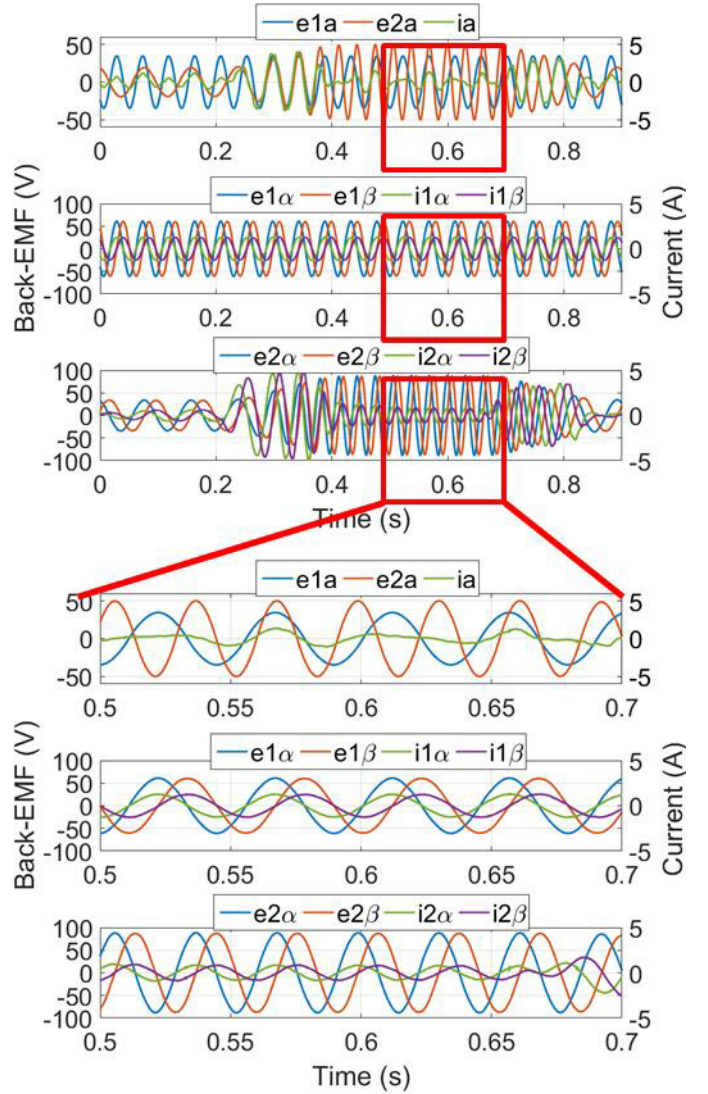 e1a e2a ia
50 5
0 0
-50 -5
0 0.2 0.4 0.6 0.8
e1α e1β i1α i1β
100 5
50
0 0
-50
-100 -5
0 0.2 0.4 0.6 0.8
e2α e2β i2α i2β
100 5
50
0 0
-50
-100 -5
0 0.2 0.4 0.6 0.8
Back-EMF (V)
Current (A)
Time (s)
e1a e2a ia
50 5
0 0
-50 -5
0.5 0.55 0.6 0.65 0.7
e1α e1β i1α i1β
100 5
50
0 0
-50
-100 -5
0.5 0.55 0.6 0.65 0.7
e2α e2β i2α i2β
100 5
50
0 0
-50
-100 -5
0.5 0.55 0.6 0.65 0.7
Back-EMF (V)
Current (A)
Time (s)